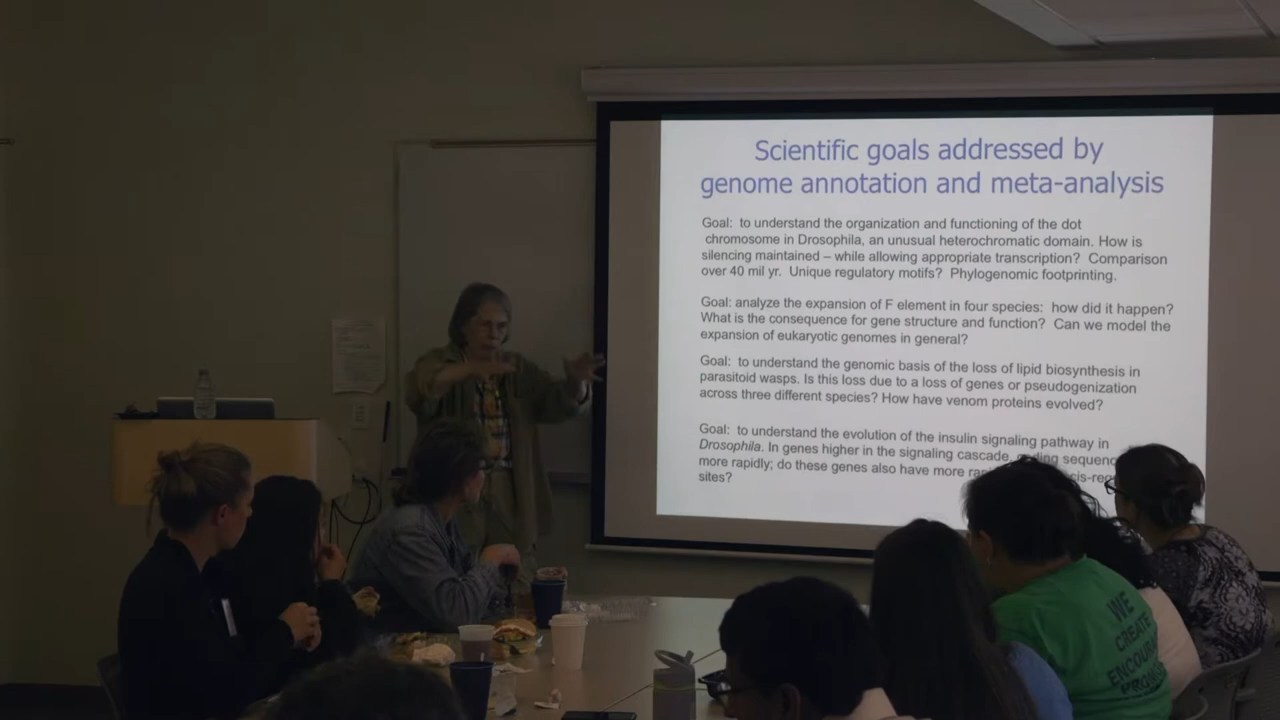 Scientific goals addressed by
genome annotation and meta-analysis
Goal: to understand the organization and functioning of the dot
chromosome in Drosophila, an unusual heterochromatic domain. How is
silencing maintained – while allowing appropriate transcription? Comparison
over 40 mil yr. Unique regulatory motifs? Phylogenomic footprinting.
Goal: analyze the expansion of F element in four species: how did it happen?
What is the consequence for gene structure and function? Can we model the
expansion of eukaryotic genomes in general?
Goal: to understand the genomic basis of the loss of lipid biosynthesis in
parasitoid wasps. Is this loss due to a loss of genes or pseudogenization
across three different species? How have venom proteins evolved?
Goal: to understand the evolution of the insulin signaling pathway in
Drosophila. In genes higher in the signaling cascade,
more rapidly; do these genes also have more
sites?
WE
CREATE